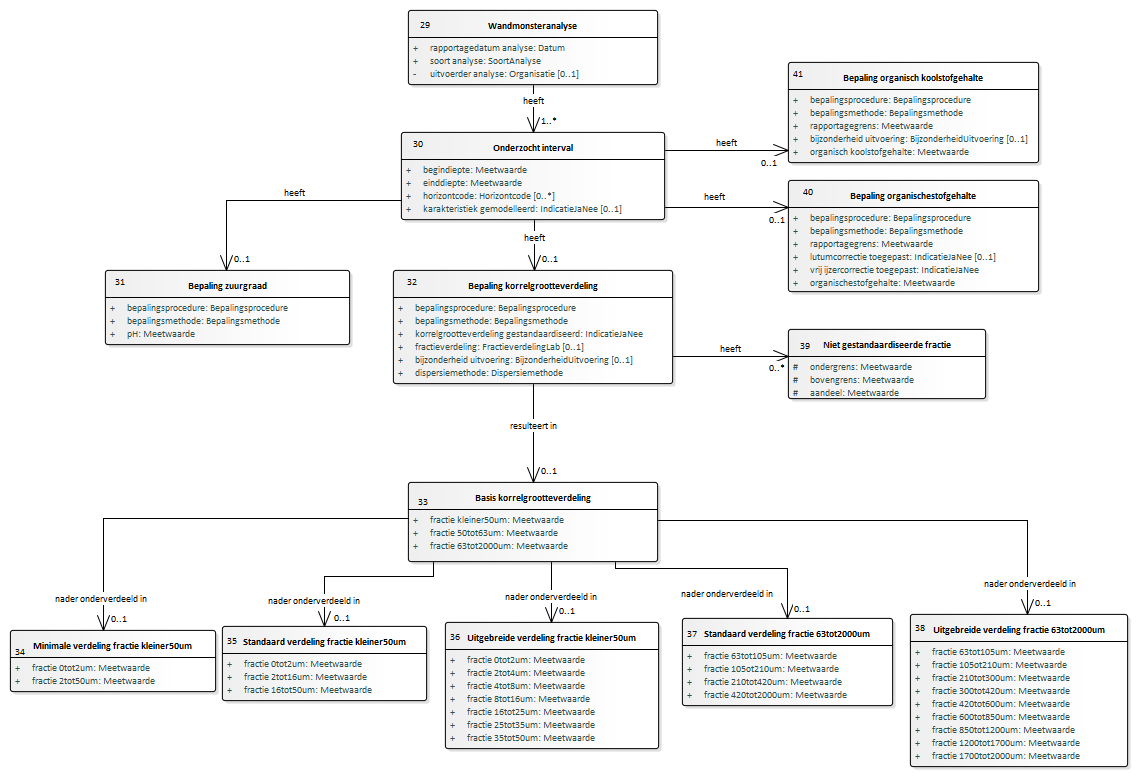 29 Wandmonsteranalyse
+ rapportagedatum analyse: Datum
+ soort analyse: SoortAnalyse
- uitvoerder analyse: Organisatie [0..1]
heeft
1..*
30 Onderzocht interval
+ begindiepte: Meetwaarde
+ einddiepte: Meetwaarde
+ horizontcode: Horizontcode [0..*]
+ karakteristiek gemodelleerd: IndicatieJaNee [0..1]
heeft
0..1
41 Bepaling organisch koolstofgehalte
+ bepalingsprocedure: Bepalingsprocedure
+ bepalingsmethode: Bepalingsmethode
+ rapportagegrens: Meetwaarde
+ bijzonderheid uitvoering: BijzonderheidUitvoering [0..1]
+ organisch koolstofgehalte: Meetwaarde
heeft
0..1
40 Bepaling organischestofgehalte
+ bepalingsprocedure: Bepalingsprocedure
+ bepalingsmethode: Bepalingsmethode
+ rapportagegrens: Meetwaarde
+ lutumcorrectie toegepast: IndicatieJaNee [0..1]
+ vrij ijzercorrectie toegepast: IndicatieJaNee
+ organischestofgehalte: Meetwaarde
heeft
0..1
31 Bepaling zuurgraad
+ bepalingsprocedure: Bepalingsprocedure
+ bepalingsmethode: Bepalingsmethode
+ pH: Meetwaarde
heeft
0..1
32 Bepaling korrelgrootteverdeling
+ bepalingsprocedure: Bepalingsprocedure
+ bepalingsmethode: Bepalingsmethode
+ korrelgrootteverdeling gestandaardiseerd: IndicatieJaNee
+ fractieverdeling: FractieverdelingLab [0..1]
+ bijzonderheid uitvoering: BijzonderheidUitvoering [0..1]
+ dispersiemethode: Dispersiemethode
heeft
0..*
39 Niet gestandaardiseerde fractie
# ondergrens: Meetwaarde
# bovengrens: Meetwaarde
# aandeel: Meetwaarde
resulteert in
0..1
33 Basis korrelgrootteverdeling
+ fractie kleiner50um: Meetwaarde
+ fractie 50tot63um: Meetwaarde
+ fractie 63tot2000um: Meetwaarde
nader onderverdeeld in
0..1
34 Minimale verdeling fractie kleiner50um
+ fractie 0tot2um: Meetwaarde
+ fractie 2tot50um: Meetwaarde
nader onderverdeeld in
0..1
35 Standaard verdeling fractie kleiner50um
+ fractie 0tot2um: Meetwaarde
+ fractie 2tot16um: Meetwaarde
+ fractie 16tot50um: Meetwaarde
nader onderverdeeld in
0..1
36 Uitgebreide verdeling fractie kleiner50um
+ fractie 0tot2um: Meetwaarde
+ fractie 2tot4um: Meetwaarde
+ fractie 4tot8um: Meetwaarde
+ fractie 8tot16um: Meetwaarde
+ fractie 16tot25um: Meetwaarde
+ fractie 25tot35um: Meetwaarde
+ fractie 35tot50um: Meetwaarde
nader onderverdeeld in
0..1
37 Standaard verdeling fractie 63tot2000um
+ fractie 63tot105um: Meetwaarde
+ fractie 105ot210um: Meetwaarde
+ fractie 210tot420um: Meetwaarde
+ fractie 420tot2000um: Meetwaarde
nader onderverdeeld in
0..1
38 Uitgebreide verdeling fractie 63tot2000um
+ fractie 63tot105um: Meetwaarde
+ fractie 105ot210um: Meetwaarde
+ fractie 210tot300um: Meetwaarde
+ fractie 300tot420um: Meetwaarde
+ fractie 420tot600um: Meetwaarde
+ fractie 600tot850um: Meetwaarde
+ fractie 850tot1200um: Meetwaarde
+ fractie 1200tot1700um: Meetwaarde
+ fractie 1700tot2000um: Meetwaarde